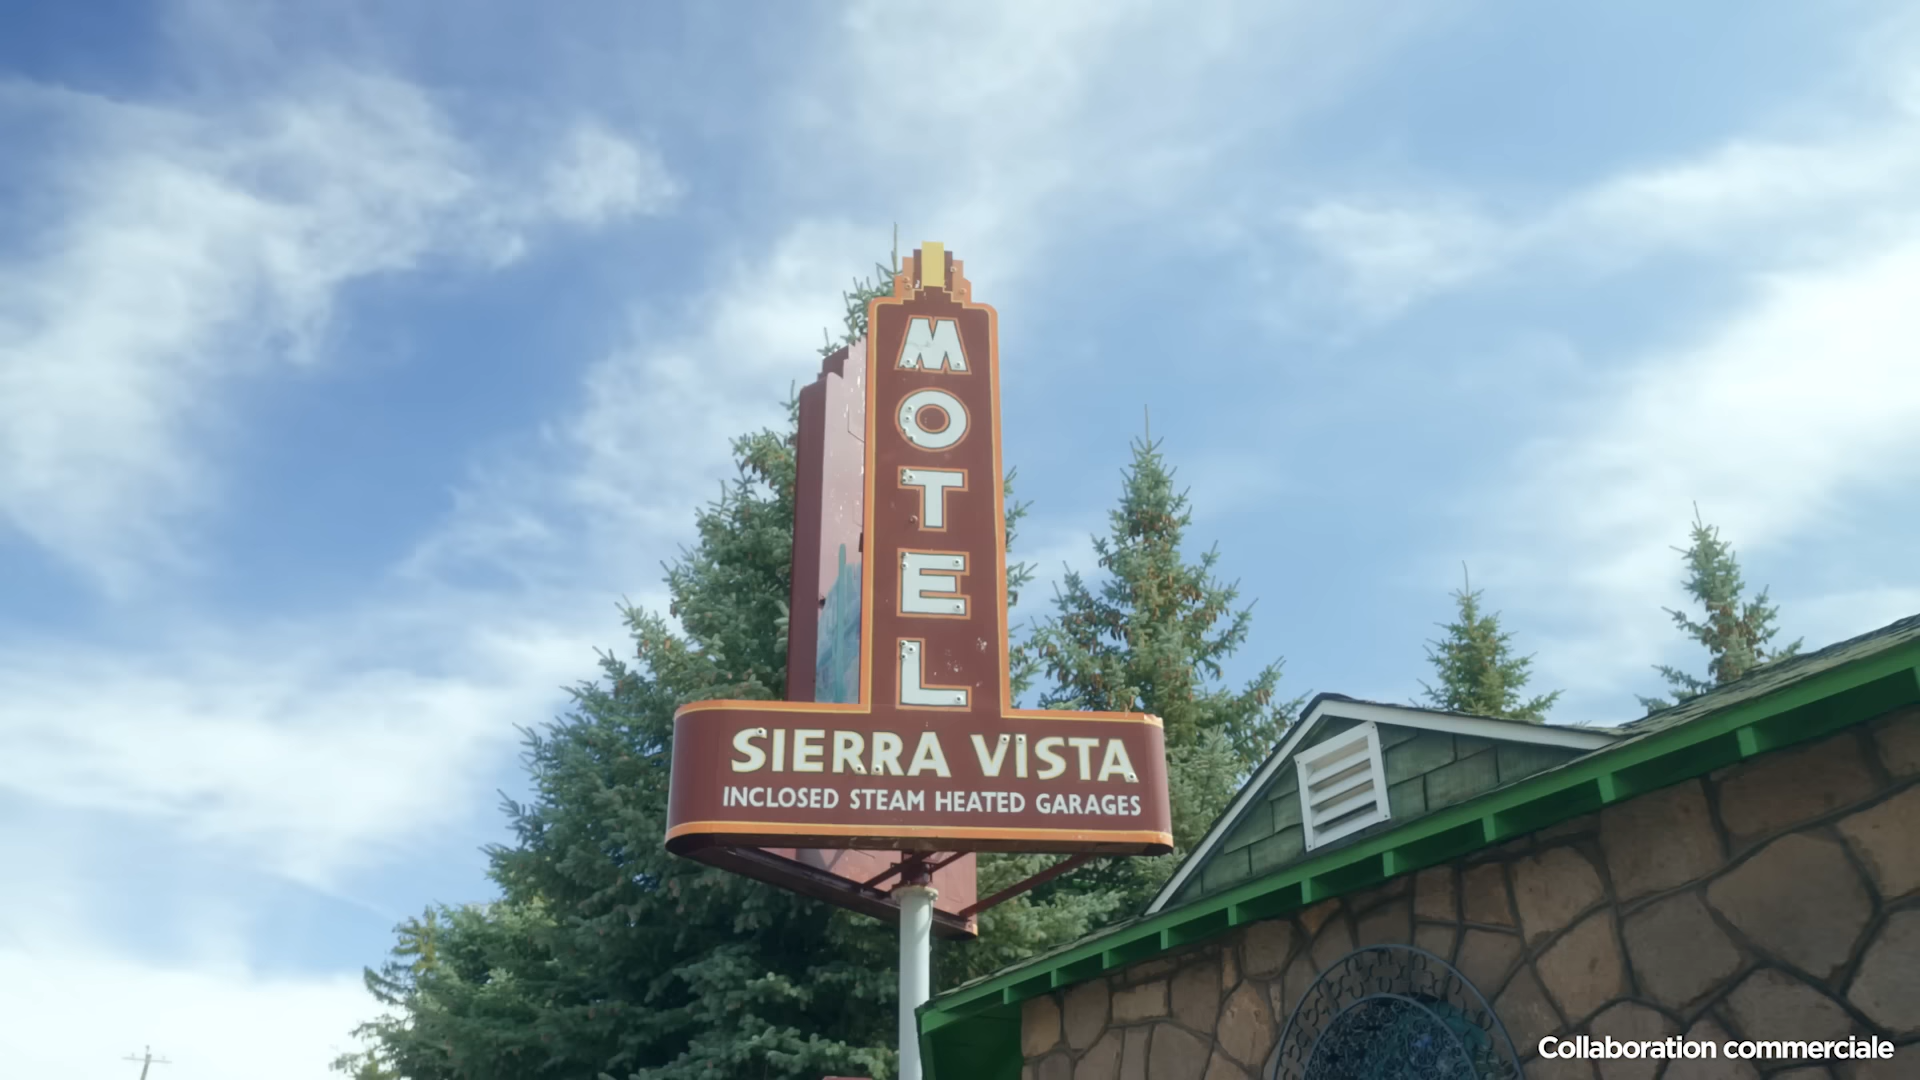 MOTEL
SIERRA VISTA
INCLOSED STEAM HEATED GARAGES
Collaboration commerciale